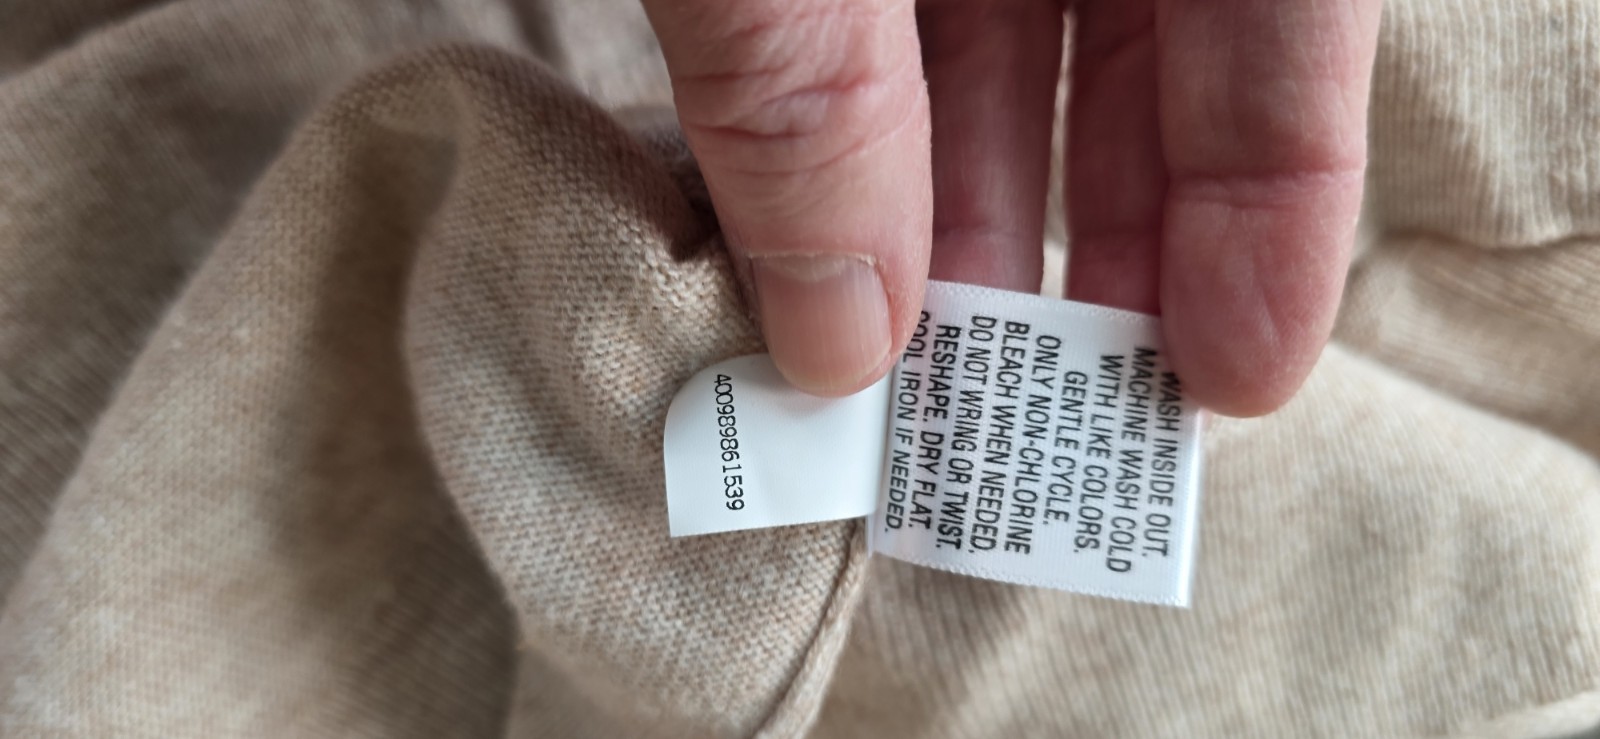 WASH INSIDE OUT.
MACHINE WASH COLD
WITH LIKE COLORS.
GENTLE CYCLE.
ONLY NON-CHLORINE
BLEACH WHEN NEEDED.
DO NOT WRING OR TWIST.
RESHAPE. DRY FLAT.
COOL IRON IF NEEDED.
400989861539